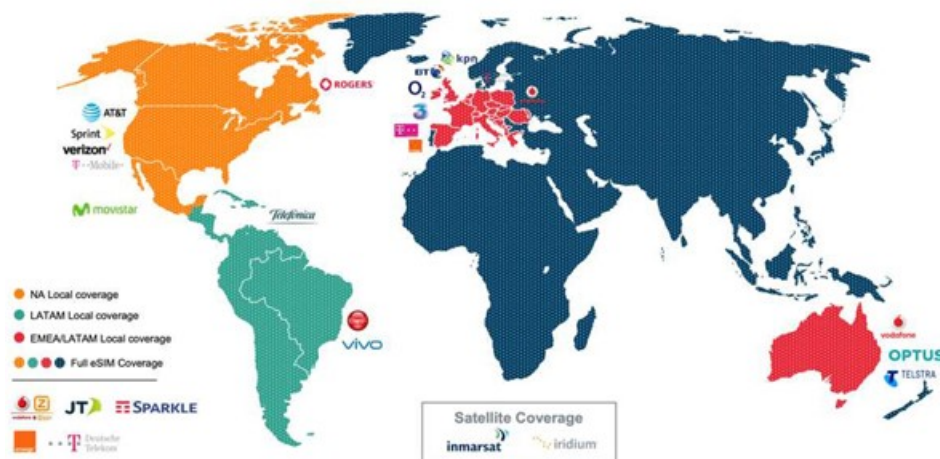 ROGERS
AT&T
Sprint
verizon
T··Mobile·
movistar
Telefónica
vivo
kpn
O2
3
T··
NA Local coverage
LATAM Local coverage
EMEA/LATAM Local coverage
Full eSIM Coverage
JT
SPARKLE
orange
Deutsche
Telekom
Satellite Coverage
inmarsat
iridium
vodafone
OPTUS
TELSTRA